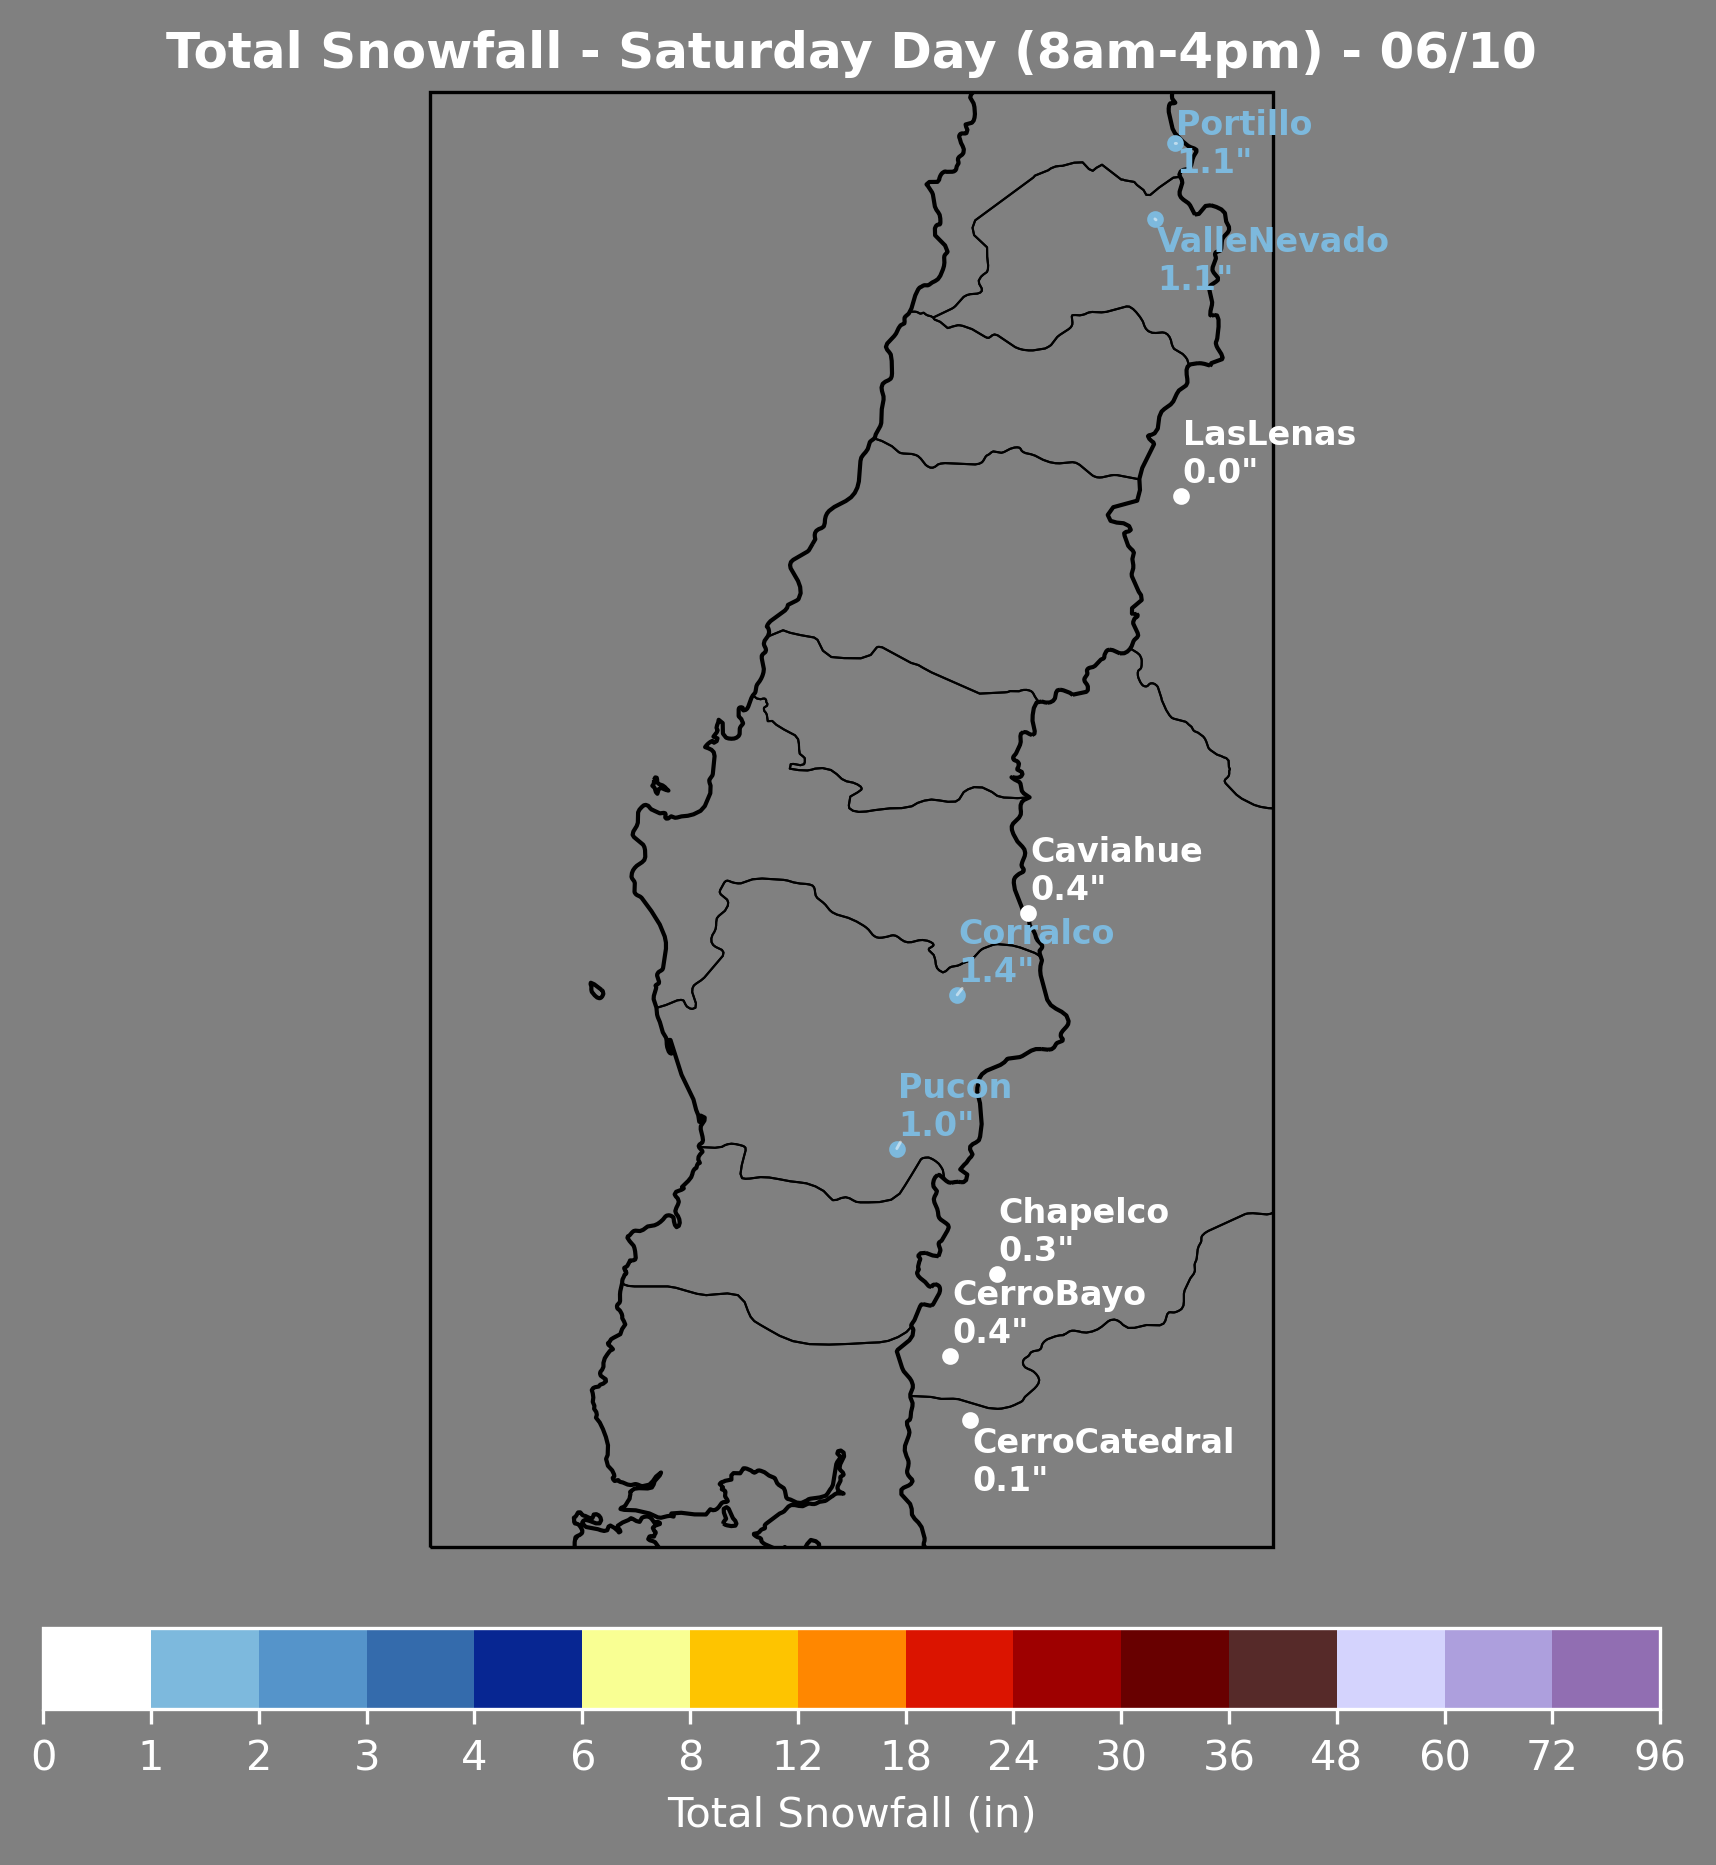 Total Snowfall - Saturday Day (8am-4pm) - 06/10
Portillo
1.1"
ValleNevado
1.1"
LasLenas
0.0"
Caviahue
0.4"
Corralco
1.4"
Pucon
1.0"
Chapelco
0.3"
CerroBayo
0.4"
CerroCatedral
0.1"
0 1 2 3 4 6 8 12 18 24 30 36 48 60 72 96
Total Snowfall (in)